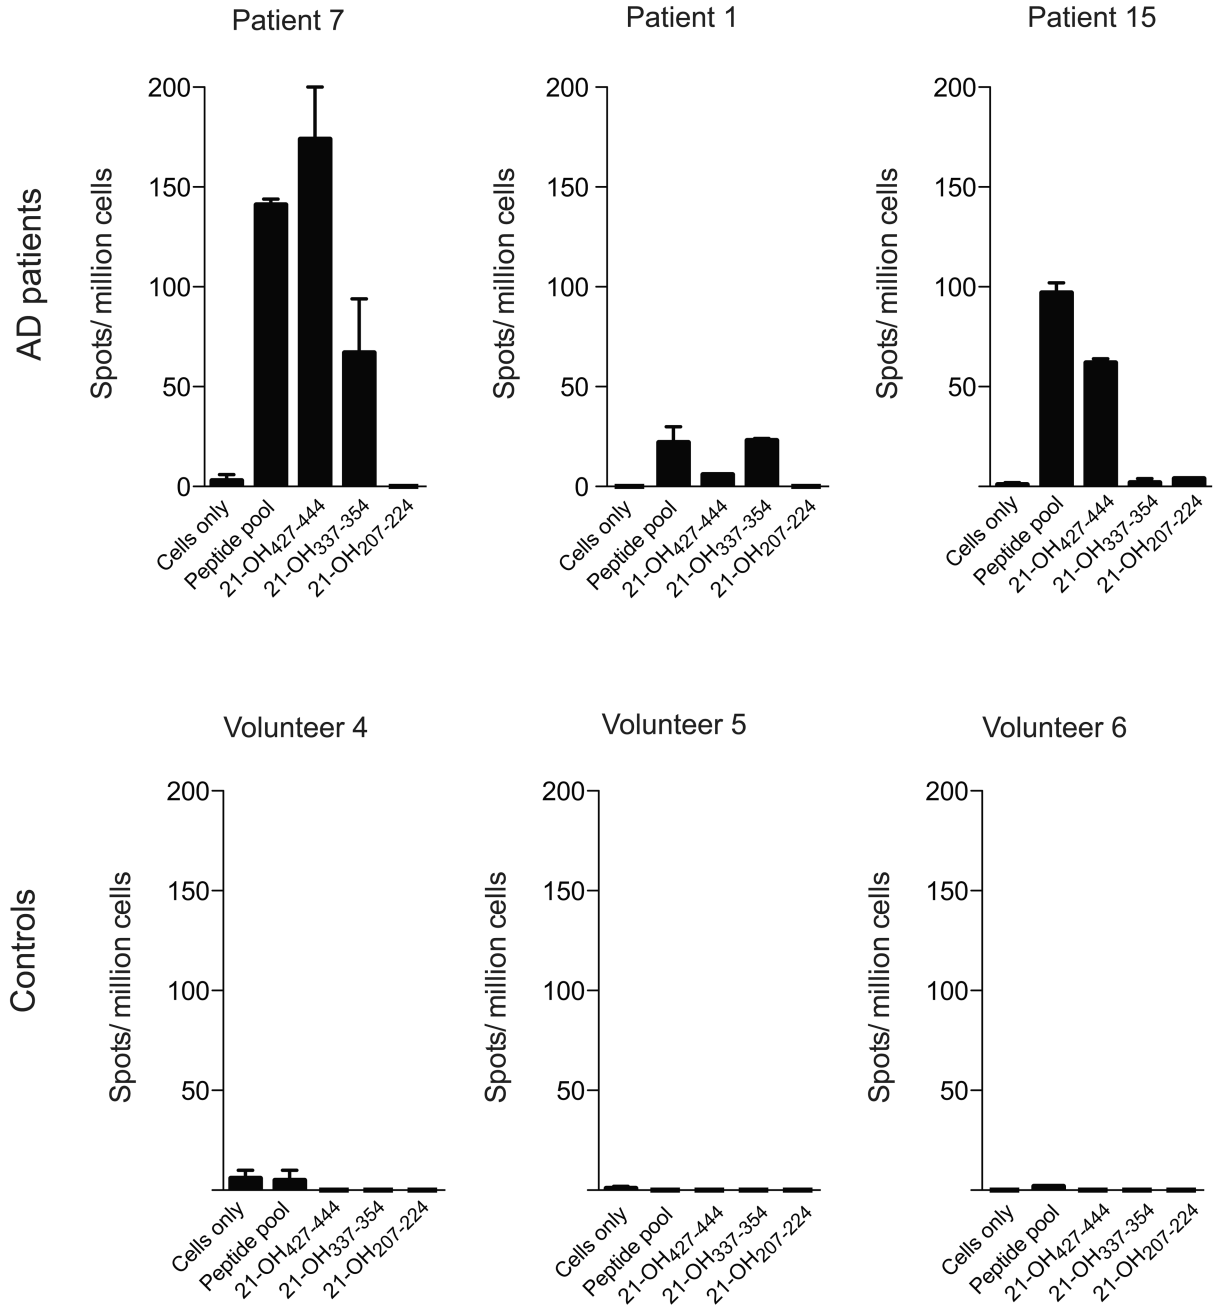 Patient 7
Patient 1
Patient 15
AD patients
Spots/ million cells
200
150
100
50
0
Cells only
Peptide pool
21-OH427-444
21-OH337-354
21-OH207-224
Spots/ million cells
200
150
100
50
0
Cells only
Peptide pool
21-OH427-444
21-OH337-354
21-OH207-224
Spots/ million cells
200
150
100
50
Cells only
Peptide pool
21-OH427-444
21-OH337-354
21-OH207-224
Volunteer 4
Volunteer 5
Volunteer 6
Controls
Spots/ million cells
200
150
100
50
Cells only
Peptide pool
21-OH427-444
21-OH337-354
21-OH207-224
Spots/ million cells
200
150
100
50
Cells only
Peptide pool
21-OH427-444
21-OH337-354
21-OH207-224
Spots/ million cells
200
150
100
50
Cells only
Peptide pool
21-OH427-444
21-OH337-354
21-OH207-224